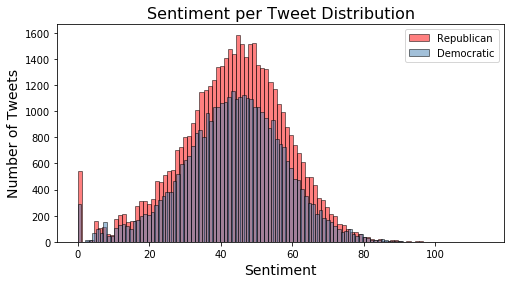 Sentiment per Tweet Distribution
Republican
Democratic
Number of Tweets
1600
1400
1200
1000
800
600
400
200
0
0 20 40 60 80 100
Sentiment